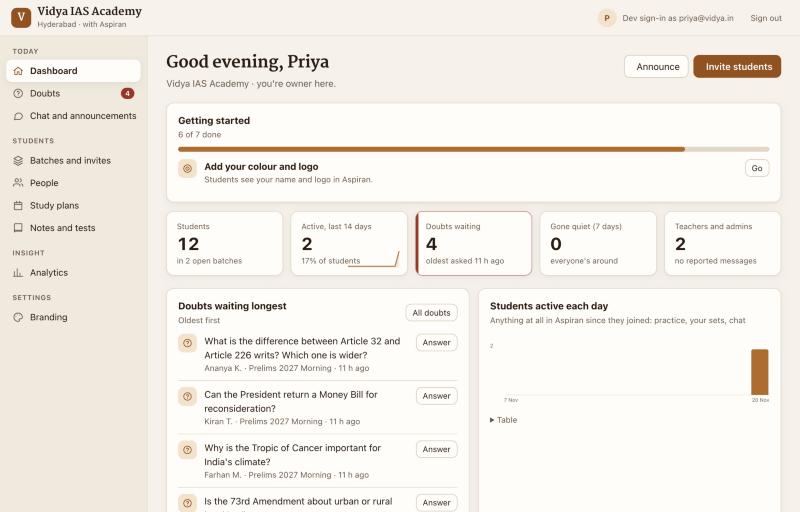 V
Vidya IAS Academy
Hyderabad · with Aspiran
P
Dev sign-in as priya@vidya.in
Sign out
TODAY
Dashboard
Doubts
4
Chat and announcements
STUDENTS
Batches and invites
People
Study plans
Notes and tests
INSIGHT
Analytics
SETTINGS
Branding
Good evening, Priya
Vidya IAS Academy · you're owner here.
Announce
Invite students
Getting started
6 of 7 done
Add your colour and logo
Students see your name and logo in Aspiran.
Go
Students
12
in 2 open batches
Active, last 14 days
2
17% of students
Doubts waiting
4
oldest asked 11 h ago
Gone quiet (7 days)
0
everyone's around
Teachers and admins
2
no reported messages
Doubts waiting longest
Oldest first
All doubts
What is the difference between Article 32 and
Article 226 writs? Which one is wider?
Ananya K. · Prelims 2027 Morning · 11 h ago
Answer
Can the President return a Money Bill for
reconsideration?
Kiran T. · Prelims 2027 Morning · 11 h ago
Answer
Why is the Tropic of Cancer important for
India's climate?
Farhan M. · Prelims 2027 Morning · 11 h ago
Answer
Is the 73rd Amendment about urban or rural
Answer
Students active each day
Anything at all in Aspiran since they joined: practice, your sets, chat
2
7 Nov
20 Nov
Table